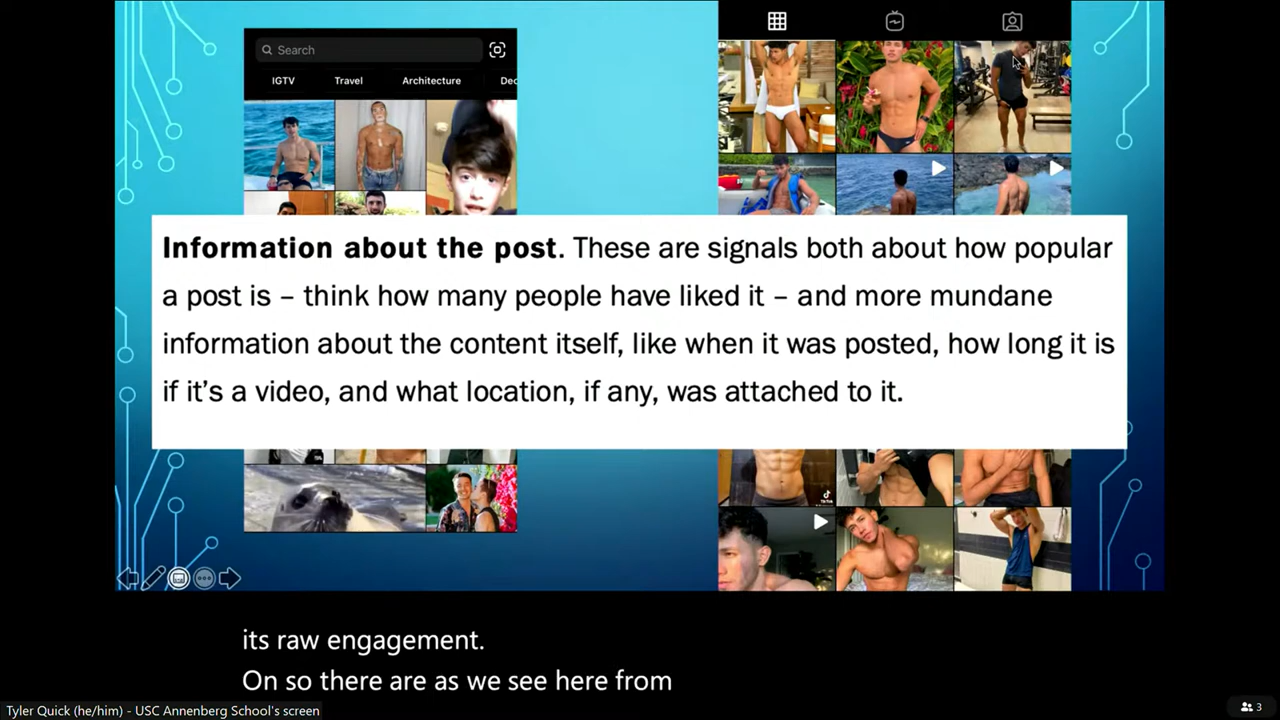 Search
IGTV Travel Architecture Dec
Information about the post. These are signals both about how popular
a post is – think how many people have liked it – and more mundane
information about the content itself, like when it was posted, how long it is
if it's a video, and what location, if any, was attached to it.
TikTok
its raw engagement.
On so there are as we see here from
Tyler Quick (he/him) - USC Annenberg School's screen
3